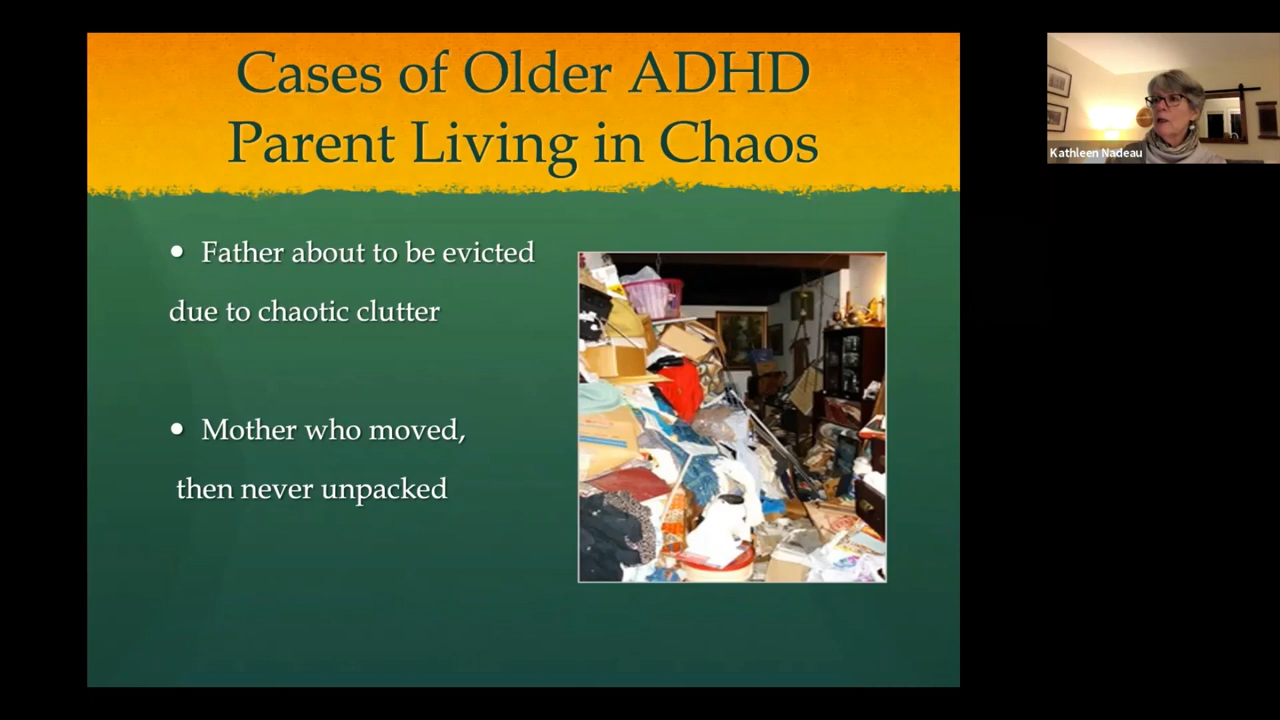 Cases of Older ADHD
Parent Living in Chaos
• Father about to be evicted
due to chaotic clutter
• Mother who moved,
then never unpacked
Kathleen Nadeau